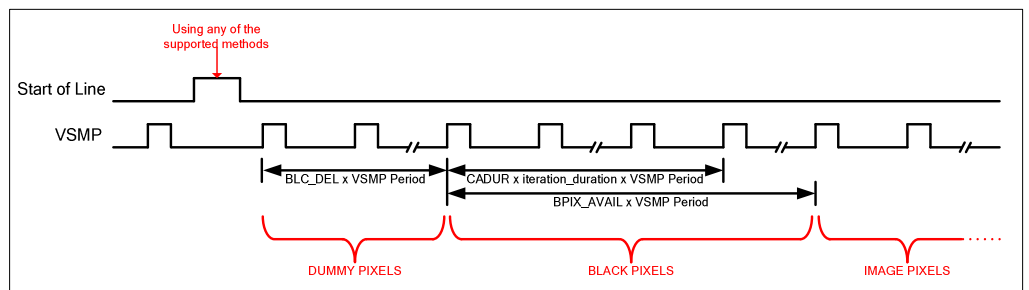 Using any of the
supported methods
Start of Line
VSMP
BLC_DEL x VSMP Period
CADUR x iteration_duration x VSMP Period
BPIX_AVAIL x VSMP Period
DUMMY PIXELS
BLACK PIXELS
IMAGE PIXELS